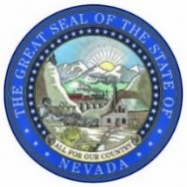 THE GREAT SEAL OF THE STATE OF
NEVADA
ALL FOR OUR COUNTRY